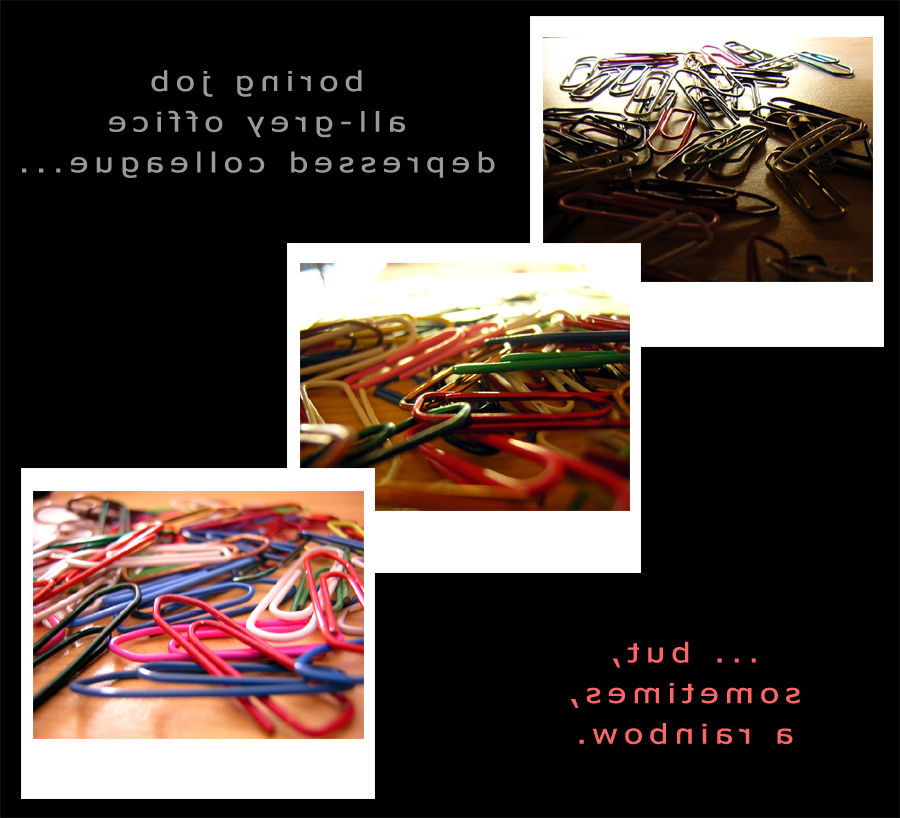 boring job
all-grey office
depressed colleague...
... but,
sometimes,
a rainbow.